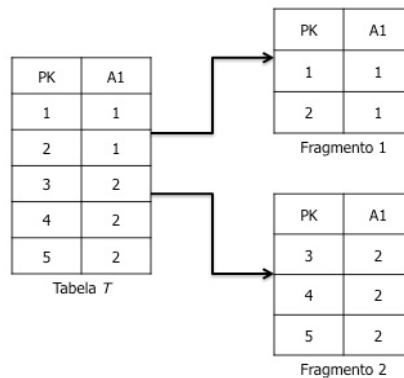 PK A1
1 1
2 1
3 2
4 2
5 2
Tabela T
PK A1
1 1
2 1
Fragmento 1
PK A1
3 2
4 2
5 2
Fragmento 2